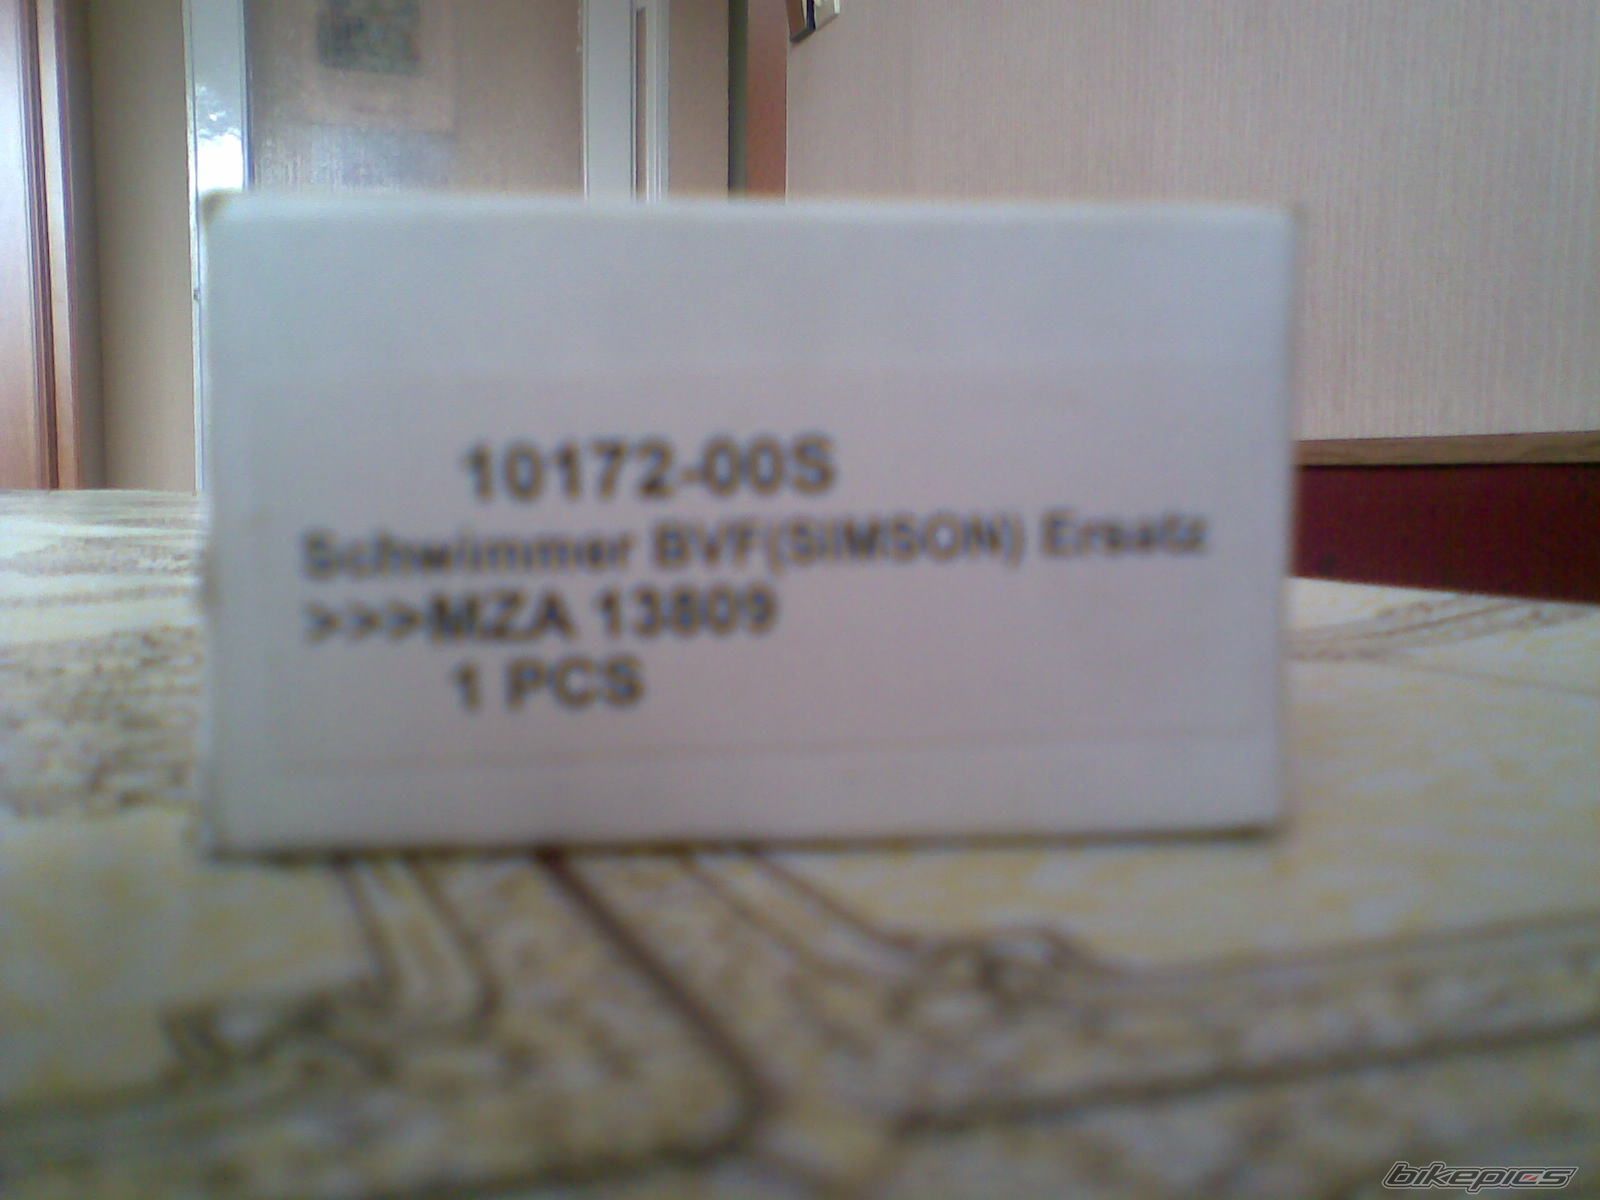 10172-00S
Schwimmer BVF(SIMSON) Ersatz
>>>MZA 13809
1 PCS
bikepics